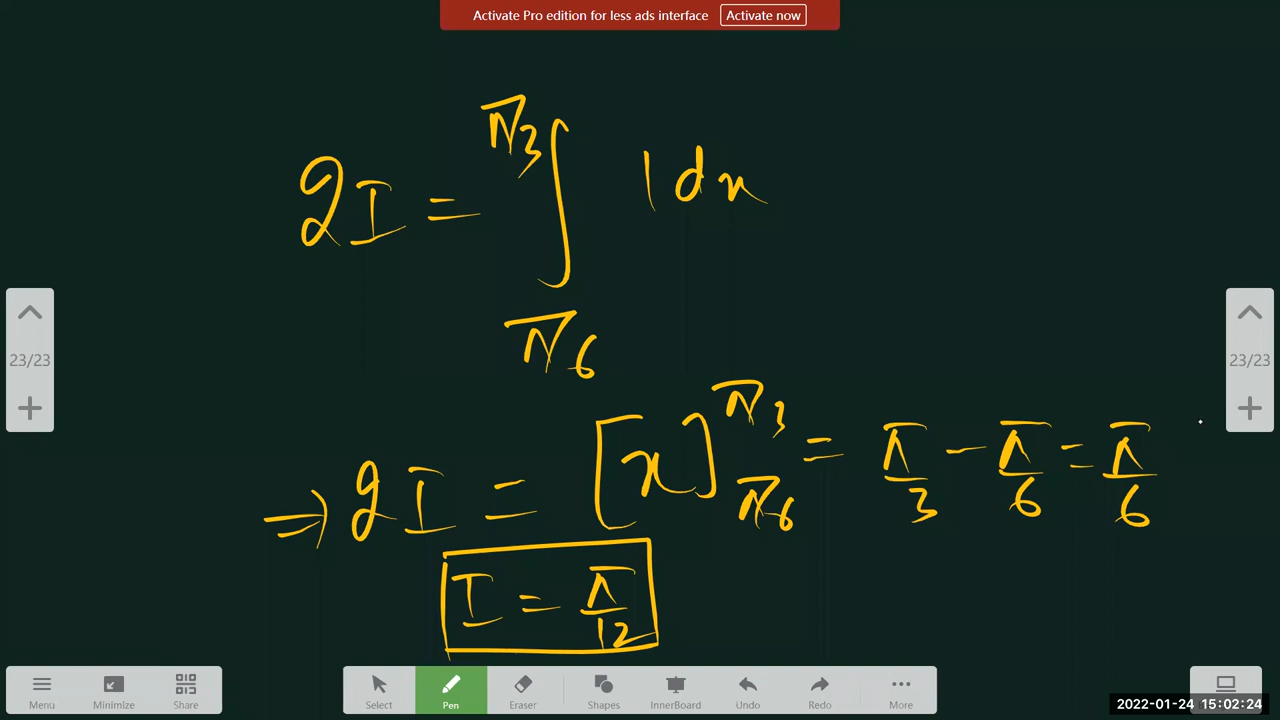 Activate Pro edition for less ads interface Activate now
2I = ∫_{π/6}^{π/3} 1 dx
23/23 23/23
⇒ 2I = [x]_{π/6}^{π/3} = π/3 − π/6 = π/6
I = π/12
Menu Minimize Share Select Pen Eraser Shapes InnerBoard Undo Redo More
2022-01-24 15:02:24